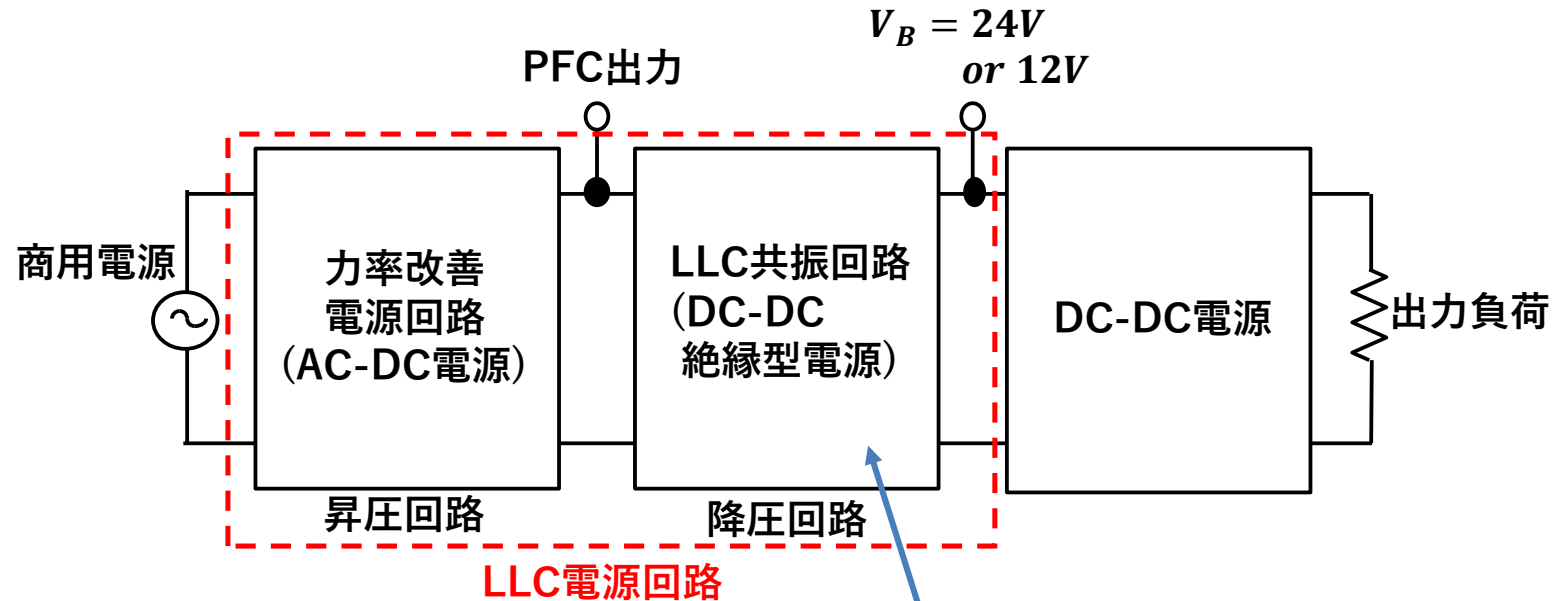 V_B = 24V
or 12V
PFC出力
商用電源
力率改善
電源回路
(AC-DC電源)
LLC共振回路
(DC-DC
絶縁型電源)
DC-DC電源
出力負荷
昇圧回路
降圧回路
LLC電源回路